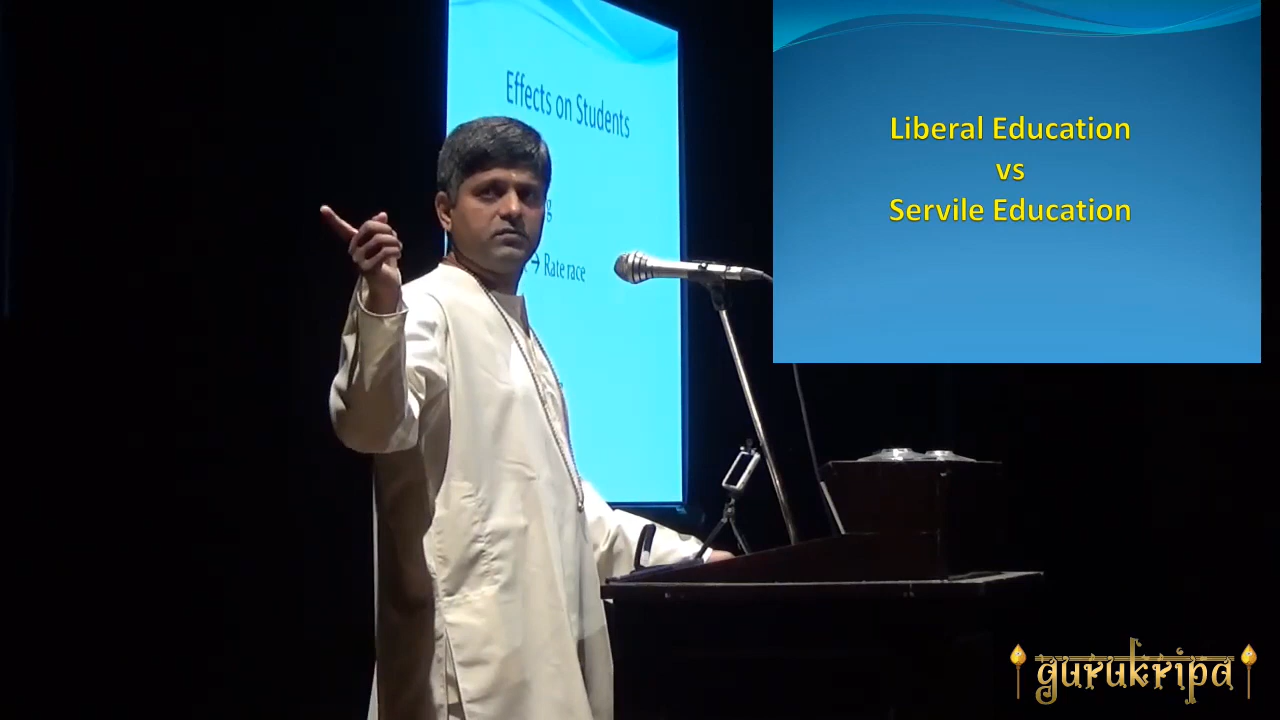 Effects on Students
→ Rate race
Liberal Education
vs
Servile Education
gurukripa